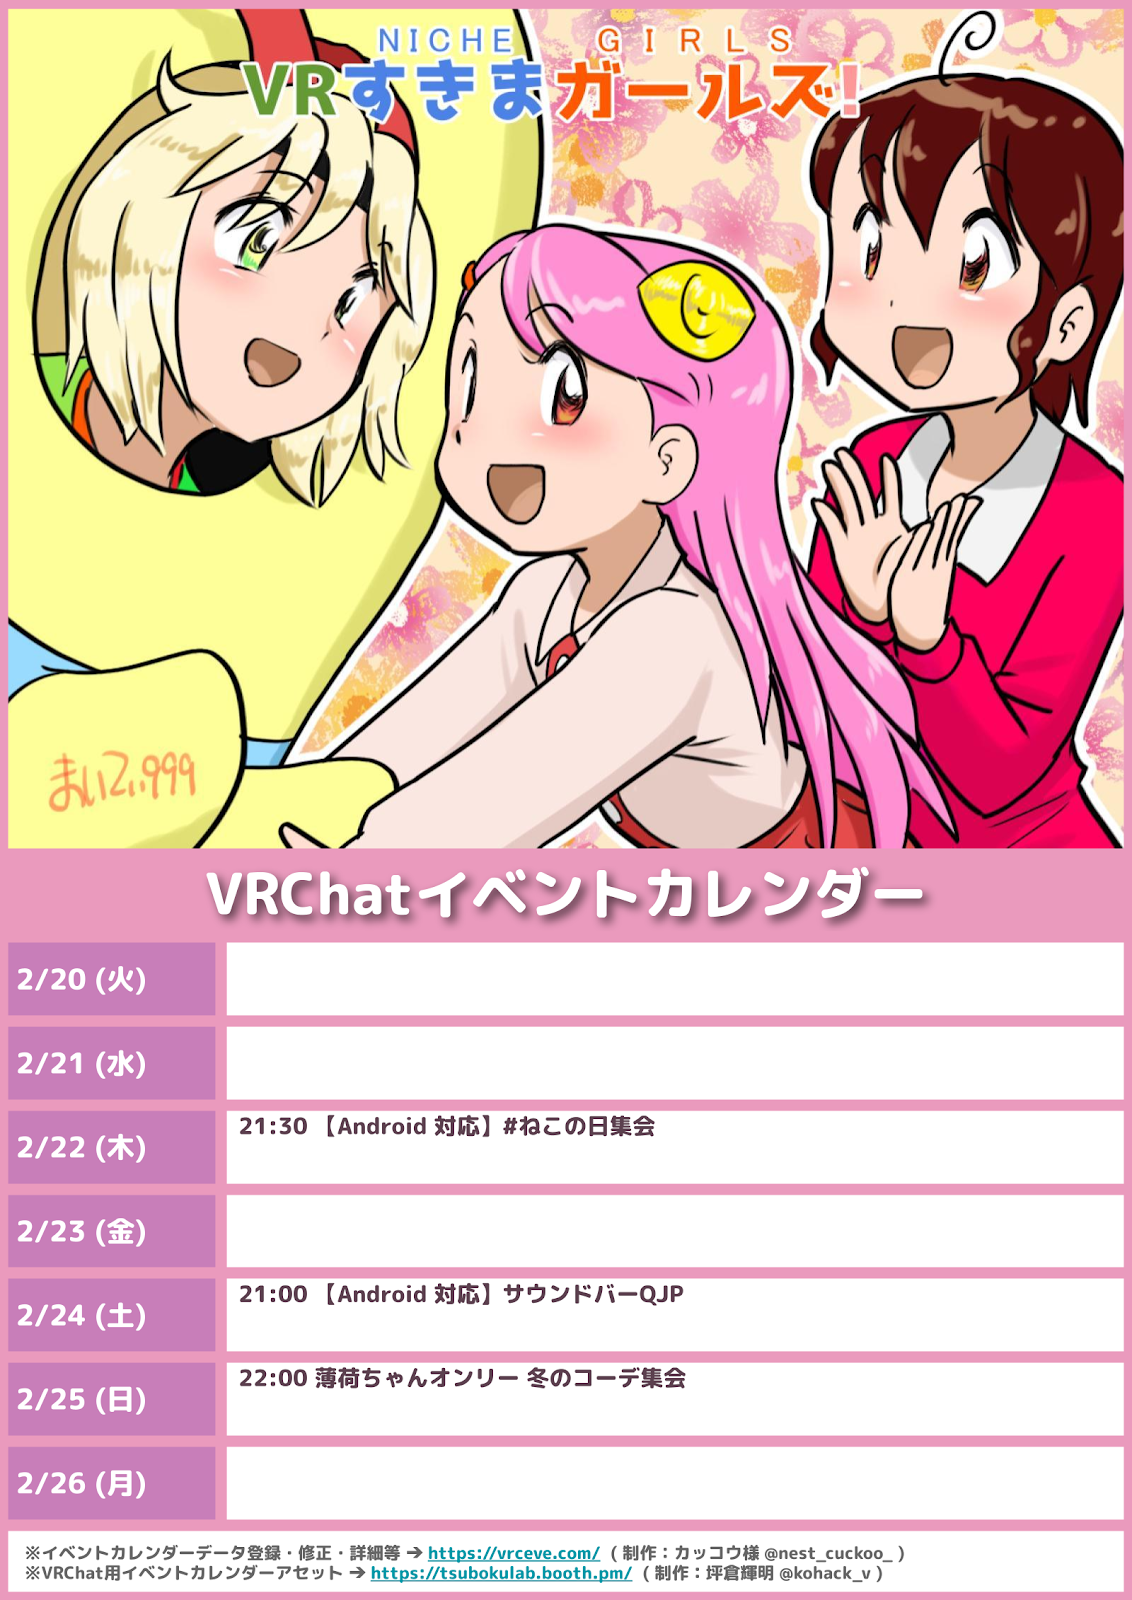 NICHE GIRLS
VRすきまガールズ!
まいてぃ999
VRChatイベントカレンダー
2/20 (火)
2/21 (水)
2/22 (木)
21:30 【Android 対応】#ねこの日集会
2/23 (金)
2/24 (土)
21:00 【Android 対応】サウンドバーQJP
2/25 (日)
22:00 薄荷ちゃんオンリー 冬のコーデ集会
2/26 (月)
※イベントカレンダーデータ登録・修正・詳細等 ➔ https://vrceve.com/ ( 制作：カッコウ様 @nest_cuckoo_ )
※VRChat用イベントカレンダーアセット ➔ https://tsubokulab.booth.pm/ ( 制作：坪倉輝明 @kohack_v )